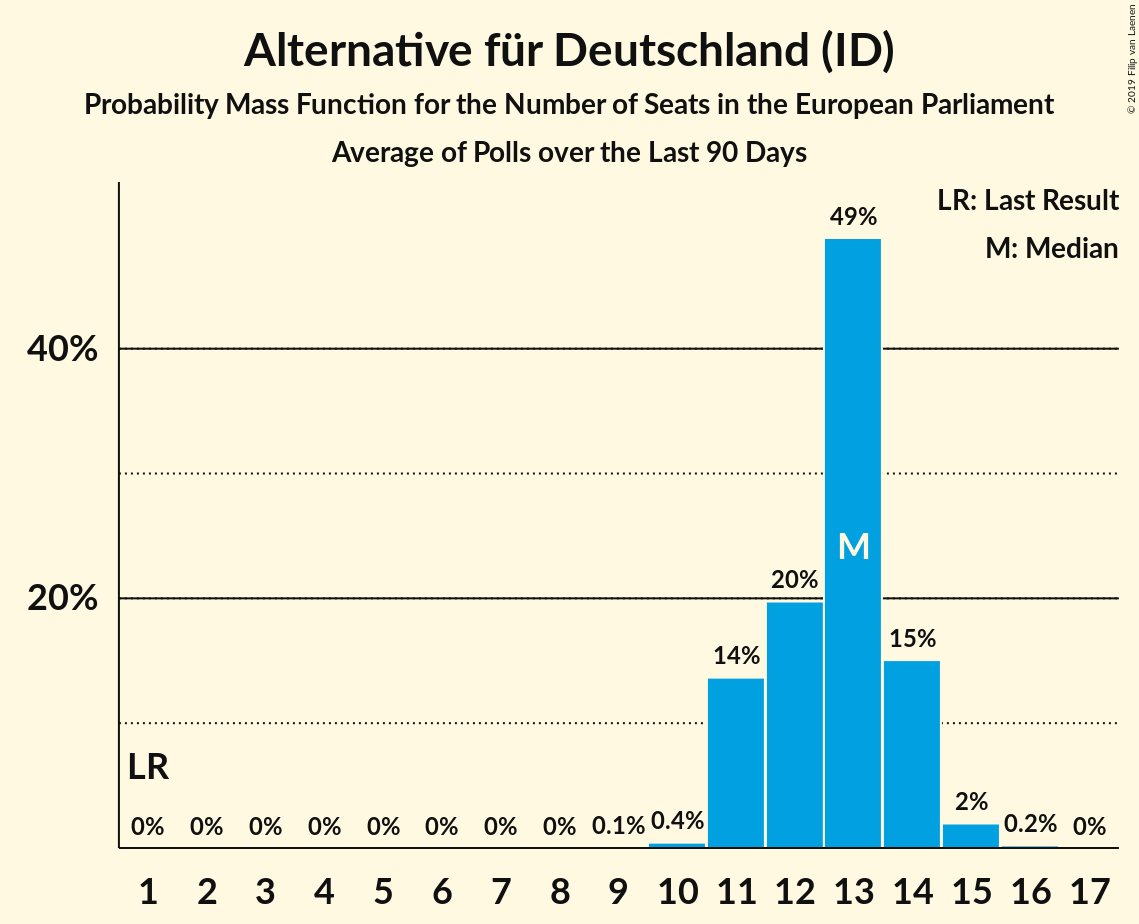 Alternative für Deutschland (ID)
Probability Mass Function for the Number of Seats in the European Parliament
Average of Polls over the Last 90 Days
© 2019 Filip van Laenen
LR: Last Result
M: Median
49%
40%
M
20%
20%
15%
14%
LR
2%
0% 0% 0% 0% 0% 0% 0% 0% 0.1% 0.4% 0.2% 0%
1 2 3 4 5 6 7 8 9 10 11 12 13 14 15 16 17